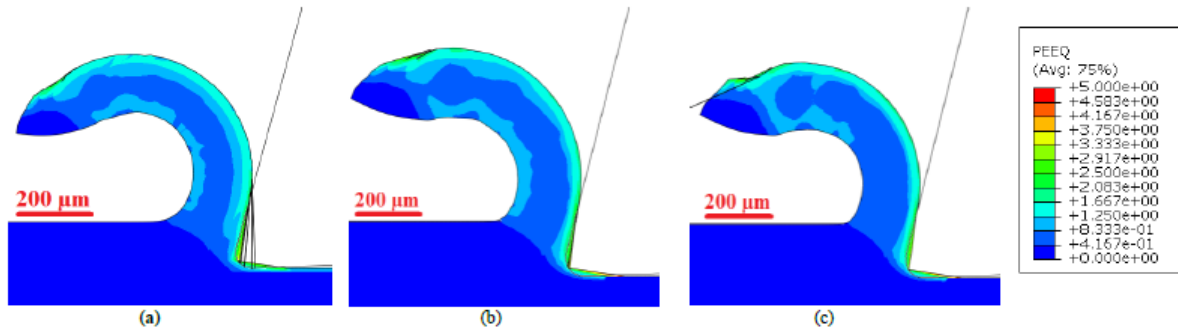 200 µm
(a)
200 µm
(b)
200 µm
(c)
PEEQ
(Avg: 75%)
+5.000e+00
+4.583e+00
+4.167e+00
+3.750e+00
+3.333e+00
+2.917e+00
+2.500e+00
+2.083e+00
+1.667e+00
+1.250e+00
+8.333e-01
+4.167e-01
+0.000e+00